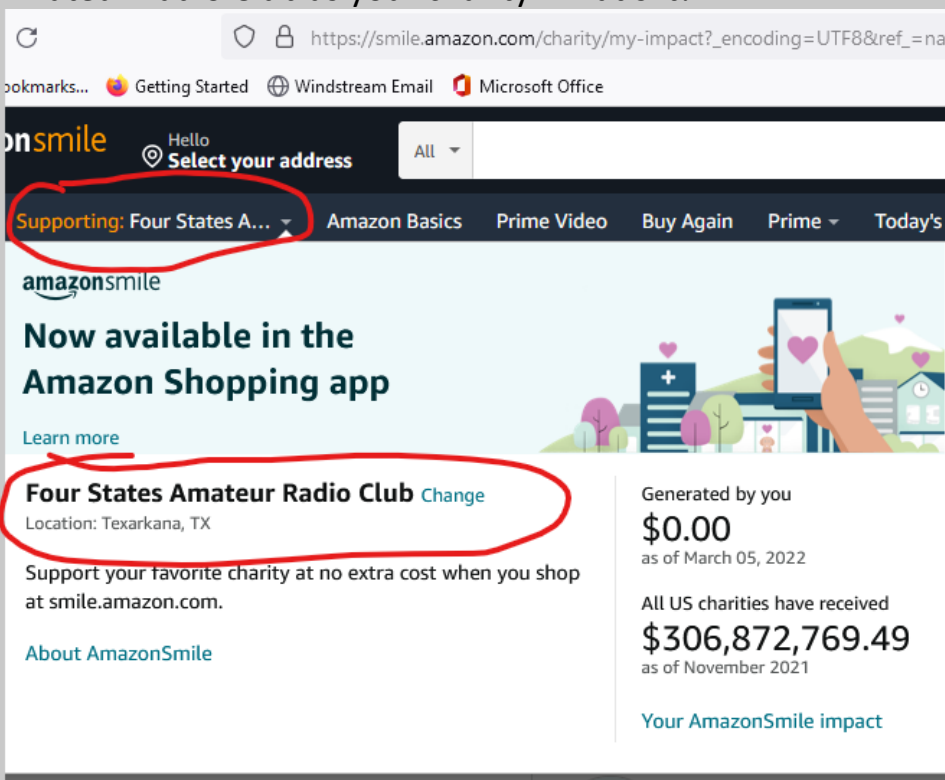 https://smile.amazon.com/charity/my-impact?_encoding=UTF8&ref_=na
ookmarks... Getting Started Windstream Email Microsoft Office
onsmile
Hello
Select your address
All
Supporting: Four States A... Amazon Basics Prime Video Buy Again Prime Today's
amazonsmile
Now available in the
Amazon Shopping app
Learn more
Four States Amateur Radio Club Change
Location: Texarkana, TX
Support your favorite charity at no extra cost when you shop
at smile.amazon.com.
About AmazonSmile
Generated by you
$0.00
as of March 05, 2022
All US charities have received
$306,872,769.49
as of November 2021
Your AmazonSmile impact